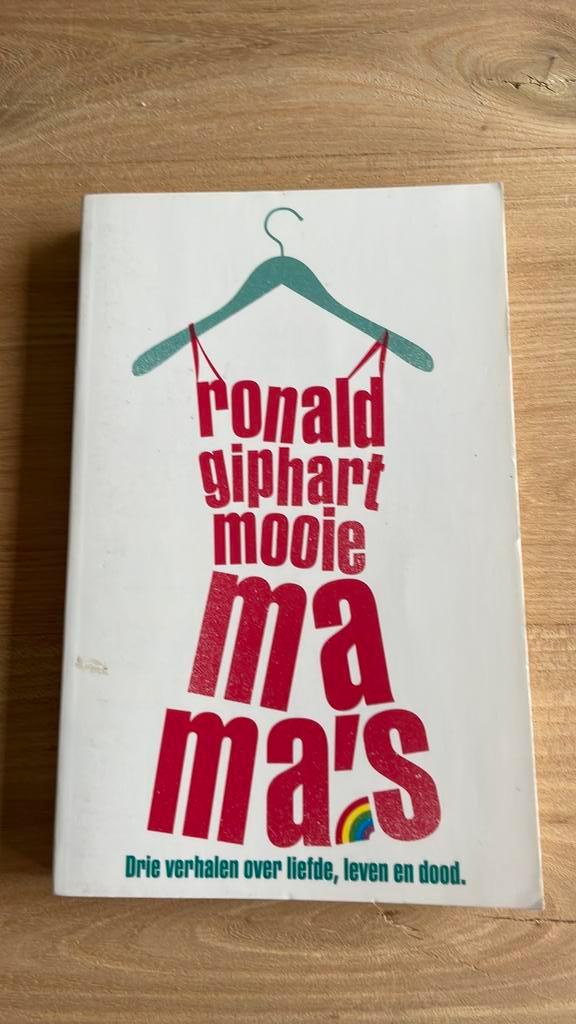 ronald
giphart
mooie
ma
ma's
Drie verhalen over liefde, leven en dood.